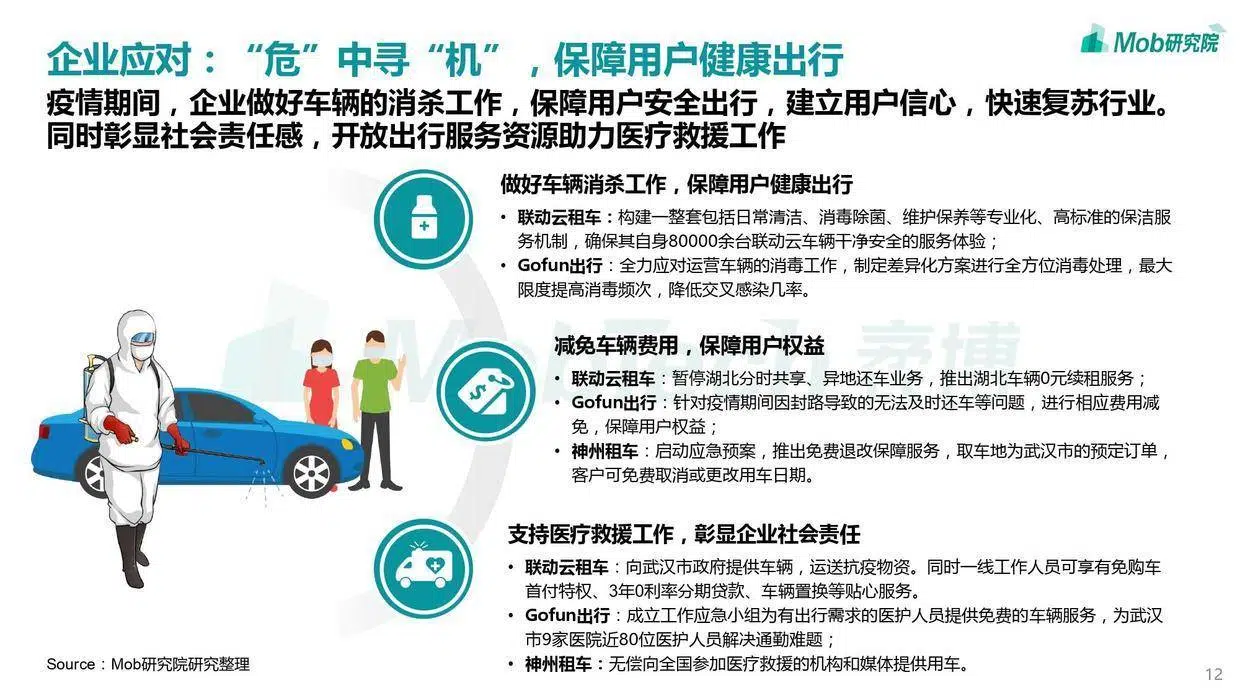 企业应对：“危”中寻“机”，保障用户健康出行
Mob研究院
疫情期间，企业做好车辆的消杀工作，保障用户安全出行，建立用户信心，快速复苏行业。
同时彰显社会责任感，开放出行服务资源助力医疗救援工作
做好车辆消杀工作，保障用户健康出行
• 联动云租车：构建一整套包括日常清洁、消毒除菌、维护保养等专业化、高标准的保洁服
务机制，确保其自身80000余台联动云车辆干净安全的服务体验；
• Gofun出行：全力应对运营车辆的消毒工作，制定差异化方案进行全方位消毒处理，最大
限度提高消毒频次，降低交叉感染几率。
减免车辆费用，保障用户权益
• 联动云租车：暂停湖北分时共享、异地还车业务，推出湖北车辆0元续租服务；
• Gofun出行：针对疫情期间因封路导致的无法及时还车等问题，进行相应费用减
免，保障用户权益；
• 神州租车：启动应急预案，推出免费退改保障服务，取车地为武汉市的预定订单，
客户可免费取消或更改用车日期。
支持医疗救援工作，彰显企业社会责任
• 联动云租车：向武汉市政府提供车辆，运送抗疫物资。同时一线工作人员可享有免购车
首付特权、3年0利率分期贷款、车辆置换等贴心服务。
• Gofun出行：成立工作应急小组为有出行需求的医护人员提供免费的车辆服务，为武汉
市9家医院近80位医护人员解决通勤难题；
• 神州租车：无偿向全国参加医疗救援的机构和媒体提供用车。
Source：Mob研究院研究整理
12